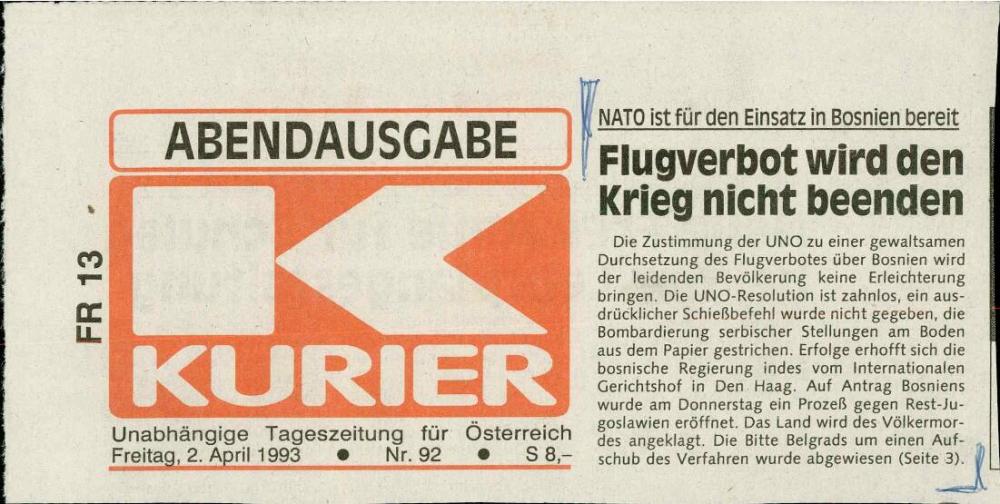 ABENDAUSGABE
FR 13
KURIER
Unabhängige Tageszeitung für Österreich
Freitag, 2. April 1993 ● Nr. 92 ● S 8,–
NATO ist für den Einsatz in Bosnien bereit
Flugverbot wird den
Krieg nicht beenden
Die Zustimmung der UNO zu einer gewaltsamen
Durchsetzung des Flugverbotes über Bosnien wird
der leidenden Bevölkerung keine Erleichterung
bringen. Die UNO-Resolution ist zahnlos, ein aus-
drücklicher Schießbefehl wurde nicht gegeben, die
Bombardierung serbischer Stellungen am Boden
aus dem Papier gestrichen. Erfolge erhofft sich die
bosnische Regierung indes vom Internationalen
Gerichtshof in Den Haag. Auf Antrag Bosniens
wurde am Donnerstag ein Prozeß gegen Rest-Ju-
goslawien eröffnet. Das Land wird des Völkermor-
des angeklagt. Die Bitte Belgrads um einen Auf-
schub des Verfahren wurde abgewiesen (Seite 3).